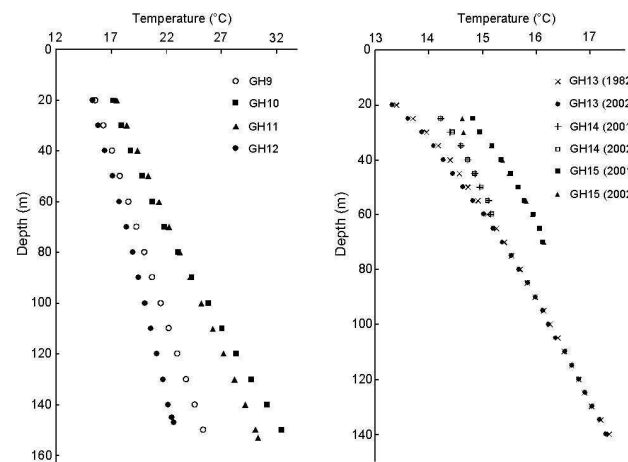 Temperature (°C)
12 17 22 27 32
0
20
40
60
80
100
120
140
160
Depth (m)
GH9
GH10
GH11
GH12
Temperature (°C)
13 14 15 16 17
0
20
40
60
80
100
120
140
Depth (m)
GH13 (1982
GH13 (2002
GH14 (2001
GH14 (2002
GH15 (2001
GH15 (2002